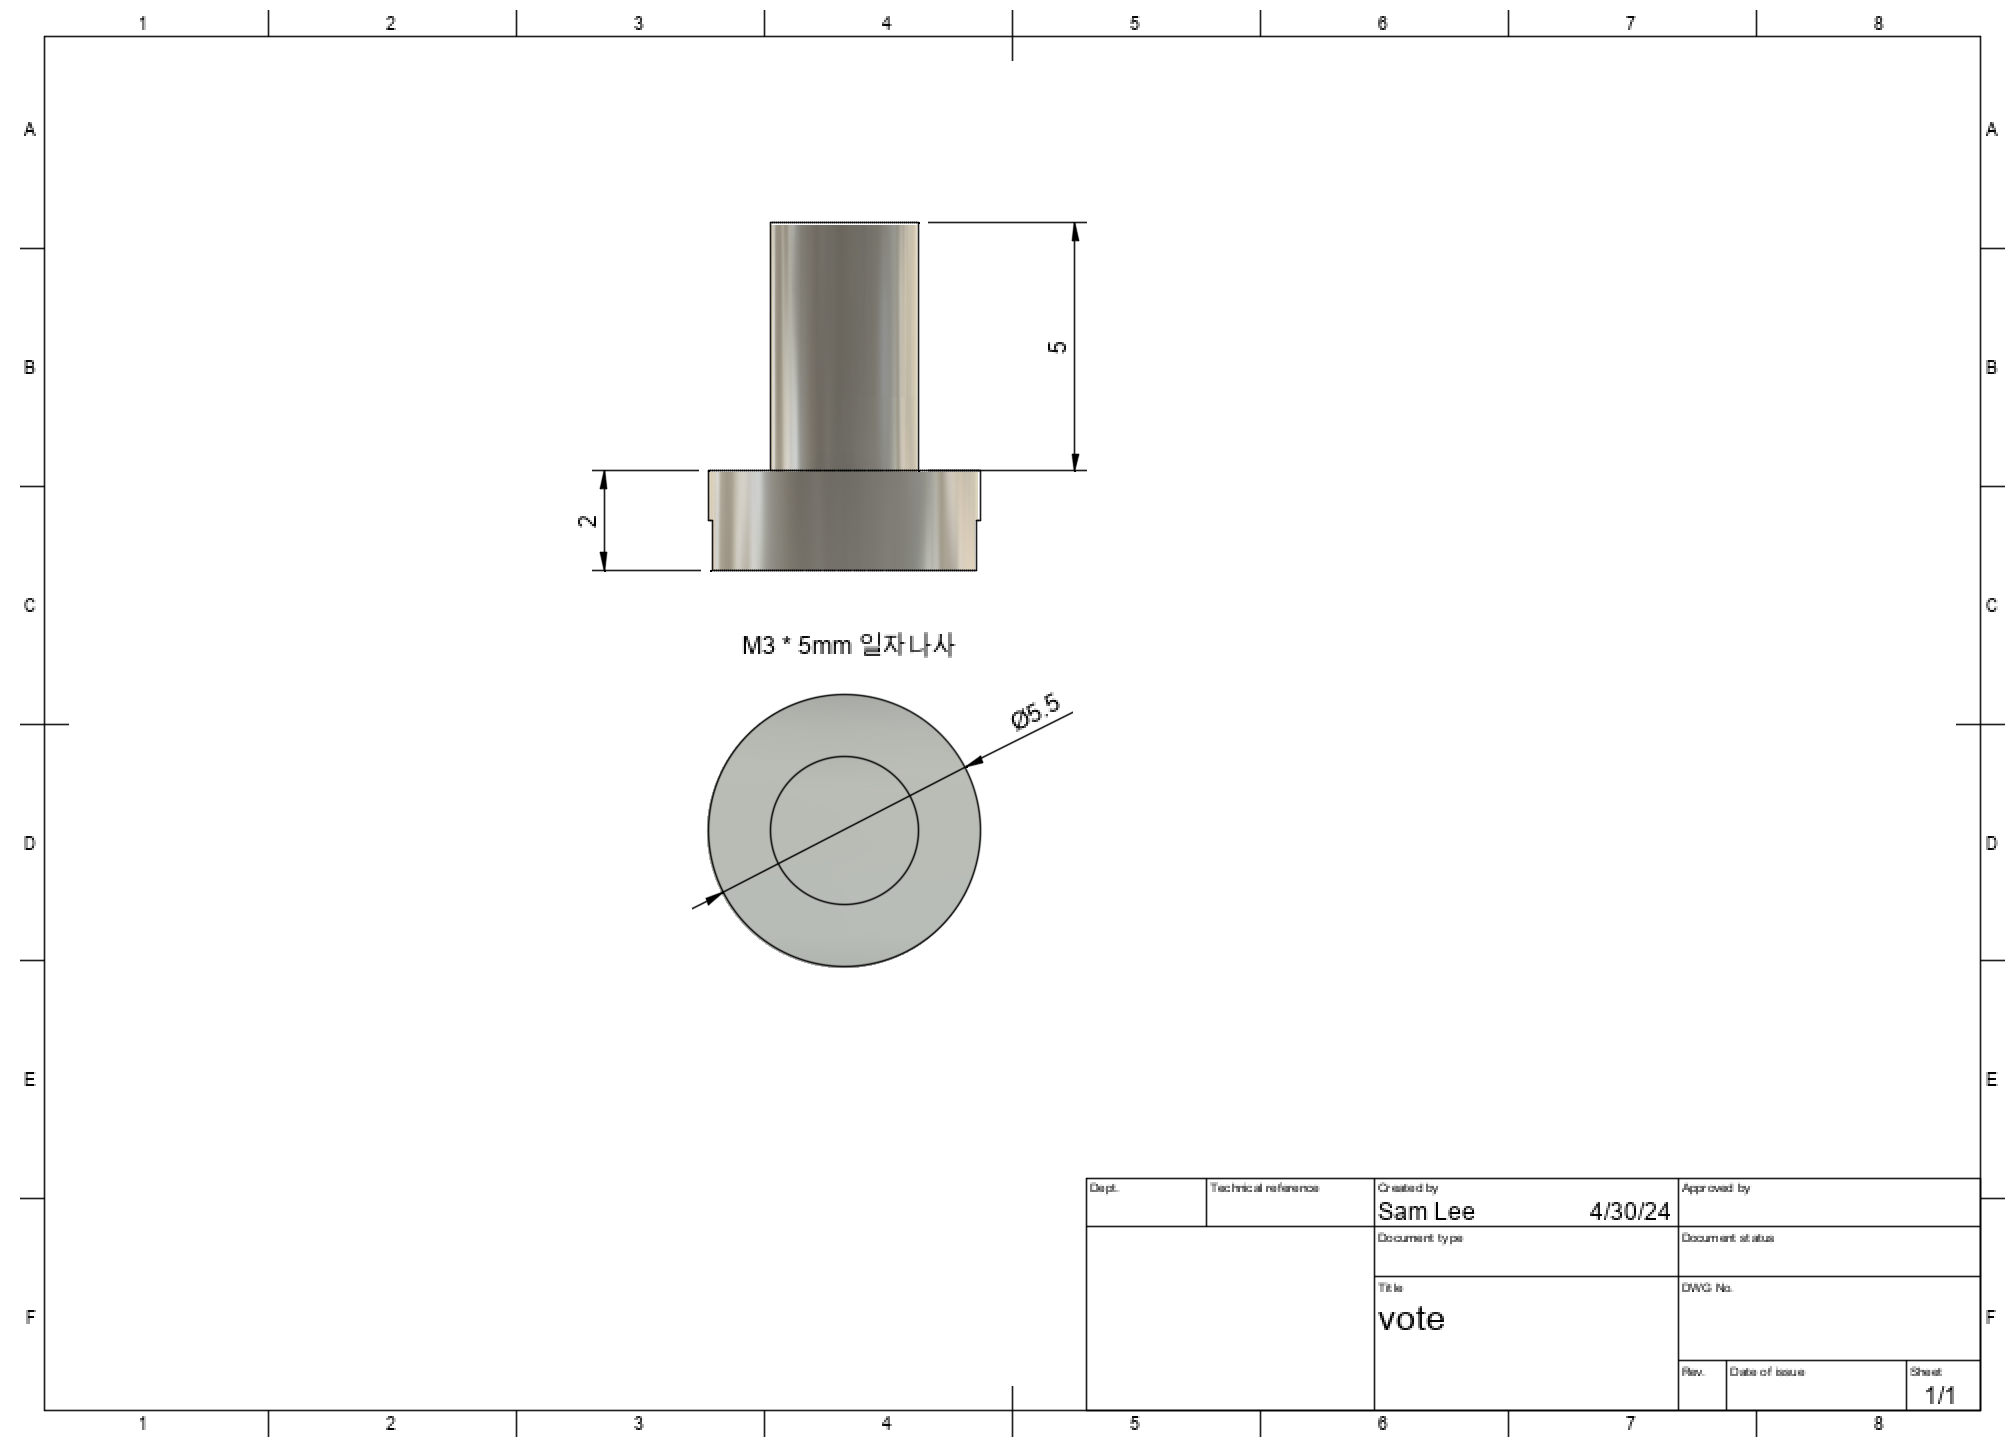 1 2 3 4 5 6 7 8
A A
B B
C C
D D
E E
F F
5
2
M3 * 5mm 일자나사
Ø5.5
Dept.
Technical reference
Created by
Sam Lee 4/30/24
Approved by
Document type
Document status
Title
vote
DWG No.
Rev.
Date of issue
Sheet
1/1
1 2 3 4 5 6 7 8